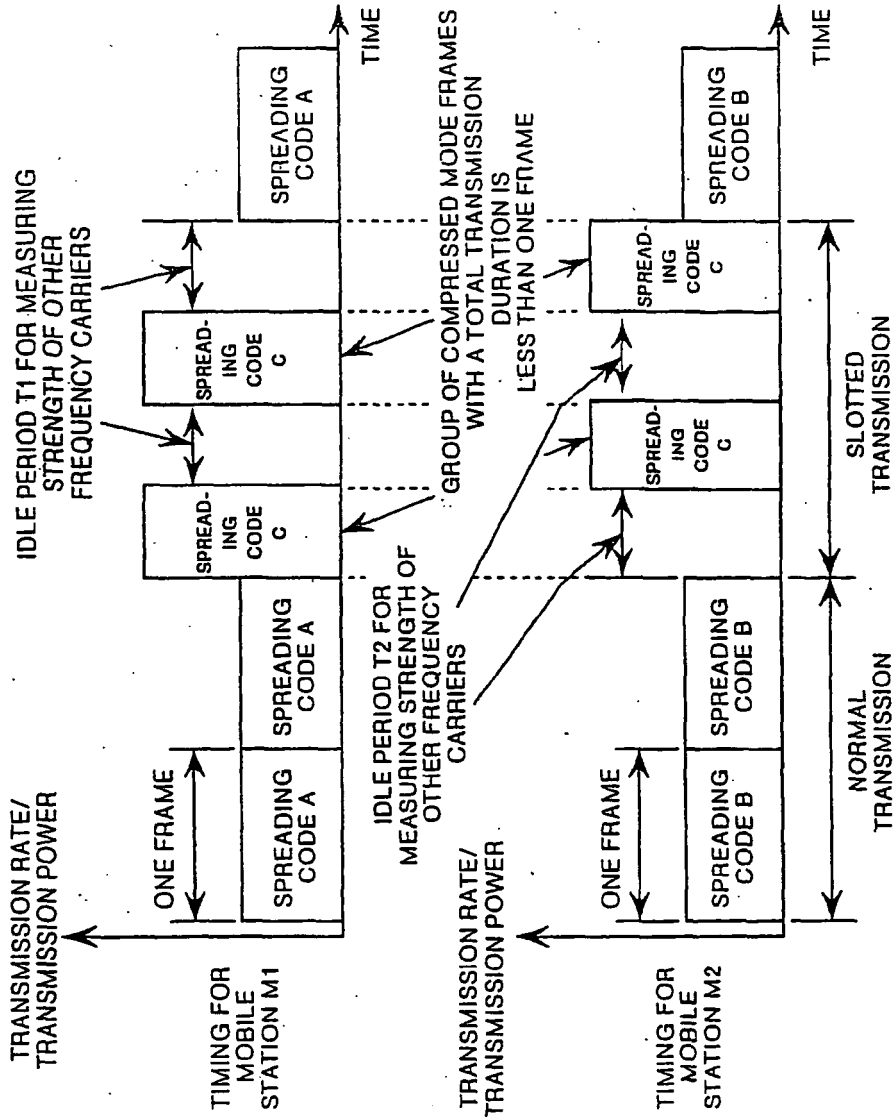 TRANSMISSION RATE/
TRANSMISSION POWER
TIMING FOR
MOBILE
STATION M1
ONE FRAME
SPREADING
CODE A
SPREADING
CODE A
SPREAD-
ING
CODE
C
SPREAD-
ING
CODE
C
SPREADING
CODE A
TIME
IDLE PERIOD T1 FOR MEASURING
STRENGTH OF OTHER
FREQUENCY CARRIERS
GROUP OF COMPRESSED MODE FRAMES
WITH A TOTAL TRANSMISSION
DURATION IS
LESS THAN ONE FRAME
IDLE PERIOD T2 FOR
MEASURING STRENGTH OF
OTHER FREQUENCY
CARRIERS
TRANSMISSION RATE/
TRANSMISSION POWER
TIMING FOR
MOBILE
STATION M2
ONE FRAME
SPREADING
CODE B
SPREADING
CODE B
SPREAD-
ING
CODE
C
SPREAD-
ING
CODE
C
SPREADING
CODE B
TIME
NORMAL
TRANSMISSION
SLOTTED
TRANSMISSION